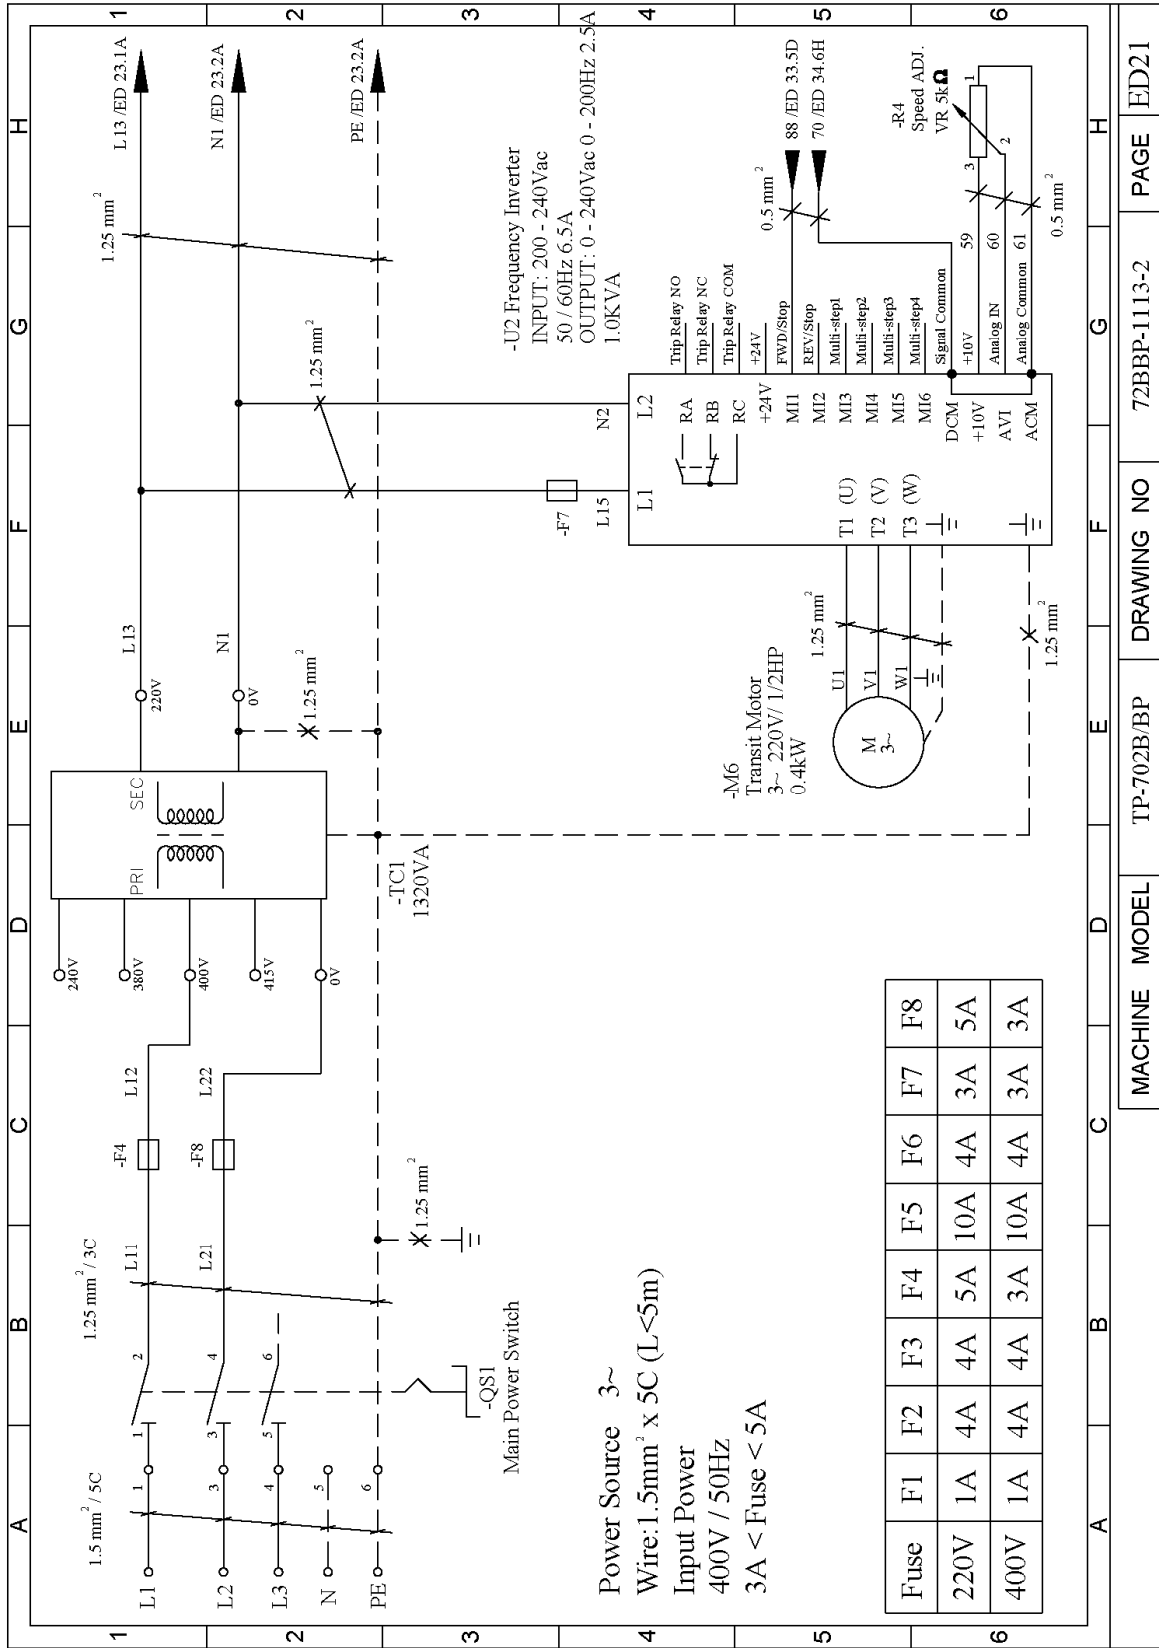 A B C D E F G H
1
2
3
4
5
6
1.5 mm² / 5C
L1
L2
L3
N
PE
1
3
4
5
6
1 2
3 4
5 6
1.25 mm² / 3C
L11
L21
-F4
-F8
L12
L22
-QS1
Main Power Switch
1.25 mm²
240V
380V
400V
415V
0V
PRI SEC
-TC1
1320VA
220V
0V
L13
N1
1.25 mm²
1.25 mm²
L13 /ED 23.1A
N1 /ED 23.2A
PE /ED 23.2A
1.25 mm²
-F7
L15
N2
-U2 Frequency Inverter
INPUT: 200 - 240Vac
50 / 60Hz 6.5A
OUTPUT: 0 - 240Vac 0 - 200Hz 2.5A
1.0KVA
L1 L2
RA Trip Relay NO
RB Trip Relay NC
RC Trip Relay COM
+24V +24V
MI1 FWD/Stop
MI2 REV/Stop
MI3 Multi-step1
MI4 Multi-step2
MI5 Multi-step3
MI6 Multi-step4
DCM Signal Common
+10V +10V 59
AVI Analog IN 60
ACM Analog Common 61
T1 (U)
T2 (V)
T3 (W)
0.5 mm²
88 /ED 33.5D
70 /ED 34.6H
-R4
Speed ADJ.
VR 5kΩ
3 1
2
0.5 mm²
-M6
Transit Motor
3~ 220V/ 1/2HP
0.4kW
M
3~
U1
V1
W1
1.25 mm²
1.25 mm²
Power Source 3~
Wire:1.5mm² x 5C (L<5m)
Input Power
400V / 50Hz
3A < Fuse < 5A
Fuse F1 F2 F3 F4 F5 F6 F7 F8
220V 1A 4A 4A 5A 10A 4A 3A 5A
400V 1A 4A 4A 3A 10A 4A 3A 3A
1
2
3
4
5
6
A B C D E F G H
MACHINE MODEL TP-702B/BP DRAWING NO 72BBP-1113-2 PAGE ED21